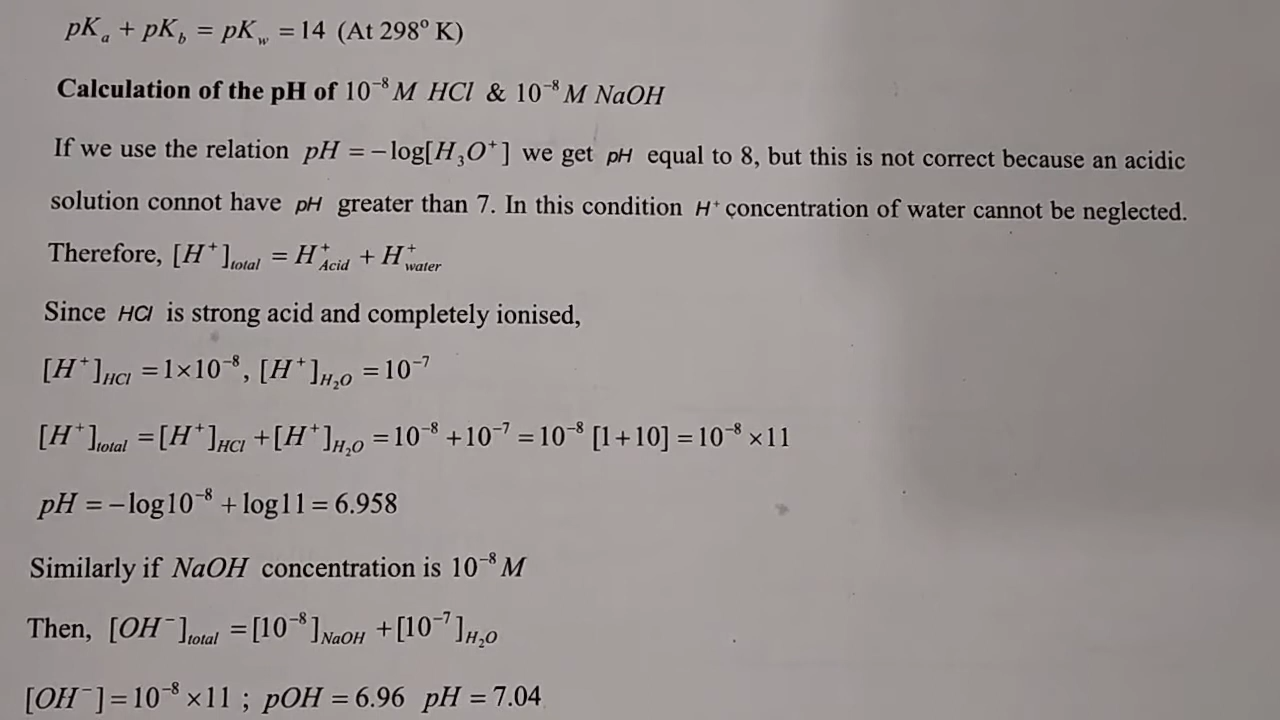 pKₐ + pK_b = pK_w = 14 (At 298° K)
Calculation of the pH of 10⁻⁸ M HCl & 10⁻⁸ M NaOH
If we use the relation pH = −log[H₃O⁺] we get pH equal to 8, but this is not correct because an acidic
solution connot have pH greater than 7. In this condition H⁺ concentration of water cannot be neglected.
Therefore, [H⁺]_total = H⁺_Acid + H⁺_water
Since HCl is strong acid and completely ionised,
[H⁺]_HCl = 1×10⁻⁸, [H⁺]_H₂O = 10⁻⁷
[H⁺]_total = [H⁺]_HCl + [H⁺]_H₂O = 10⁻⁸ + 10⁻⁷ = 10⁻⁸ [1+10] = 10⁻⁸ ×11
pH = −log10⁻⁸ + log11 = 6.958
Similarly if NaOH concentration is 10⁻⁸ M
Then, [OH⁻]_total = [10⁻⁸]_NaOH + [10⁻⁷]_H₂O
[OH⁻] = 10⁻⁸ ×11 ; pOH = 6.96 pH = 7.04